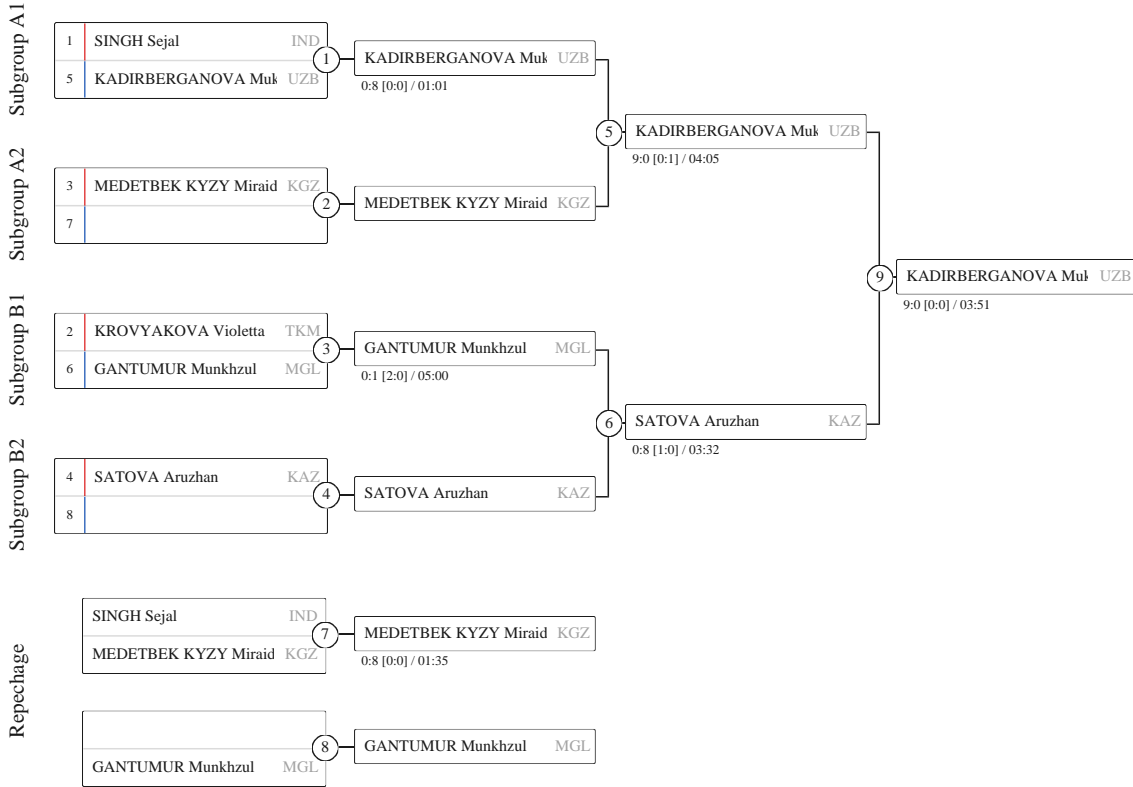 Subgroup A1
1 SINGH Sejal IND
5 KADIRBERGANOVA Muk UZB
1
KADIRBERGANOVA Muk UZB
0:8 [0:0] / 01:01
Subgroup A2
3 MEDETBEK KYZY Miraid KGZ
7
2
MEDETBEK KYZY Miraid KGZ
5
KADIRBERGANOVA Muk UZB
9:0 [0:1] / 04:05
Subgroup B1
2 KROVYAKOVA Violetta TKM
6 GANTUMUR Munkhzul MGL
3
GANTUMUR Munkhzul MGL
0:1 [2:0] / 05:00
Subgroup B2
4 SATOVA Aruzhan KAZ
8
4
SATOVA Aruzhan KAZ
6
SATOVA Aruzhan KAZ
0:8 [1:0] / 03:32
9
KADIRBERGANOVA Muk UZB
9:0 [0:0] / 03:51
Repechage
SINGH Sejal IND
MEDETBEK KYZY Miraid KGZ
7
MEDETBEK KYZY Miraid KGZ
0:8 [0:0] / 01:35
GANTUMUR Munkhzul MGL
8
GANTUMUR Munkhzul MGL